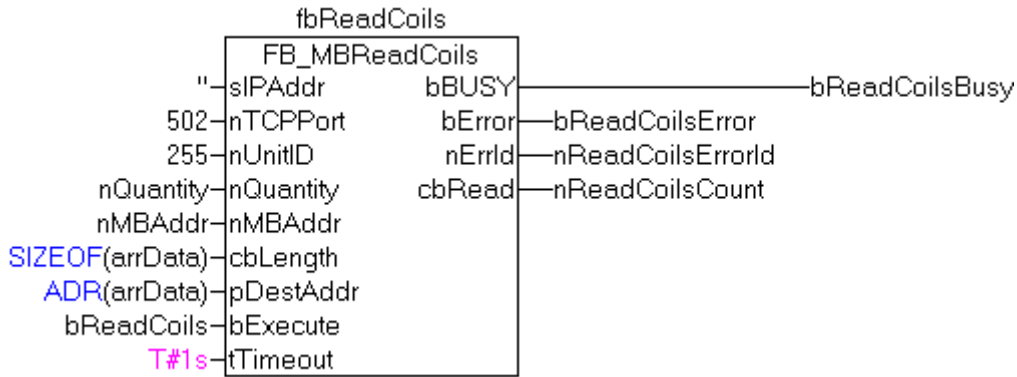 fbReadCoils
FB_MBReadCoils
'' sIPAddr bBUSY bReadCoilsBusy
502 nTCPPort bError bReadCoilsError
255 nUnitID nErrId nReadCoilsErrorId
nQuantity nQuantity cbRead nReadCoilsCount
nMBAddr nMBAddr
SIZEOF(arrData) cbLength
ADR(arrData) pDestAddr
bReadCoils bExecute
T#1s tTimeout